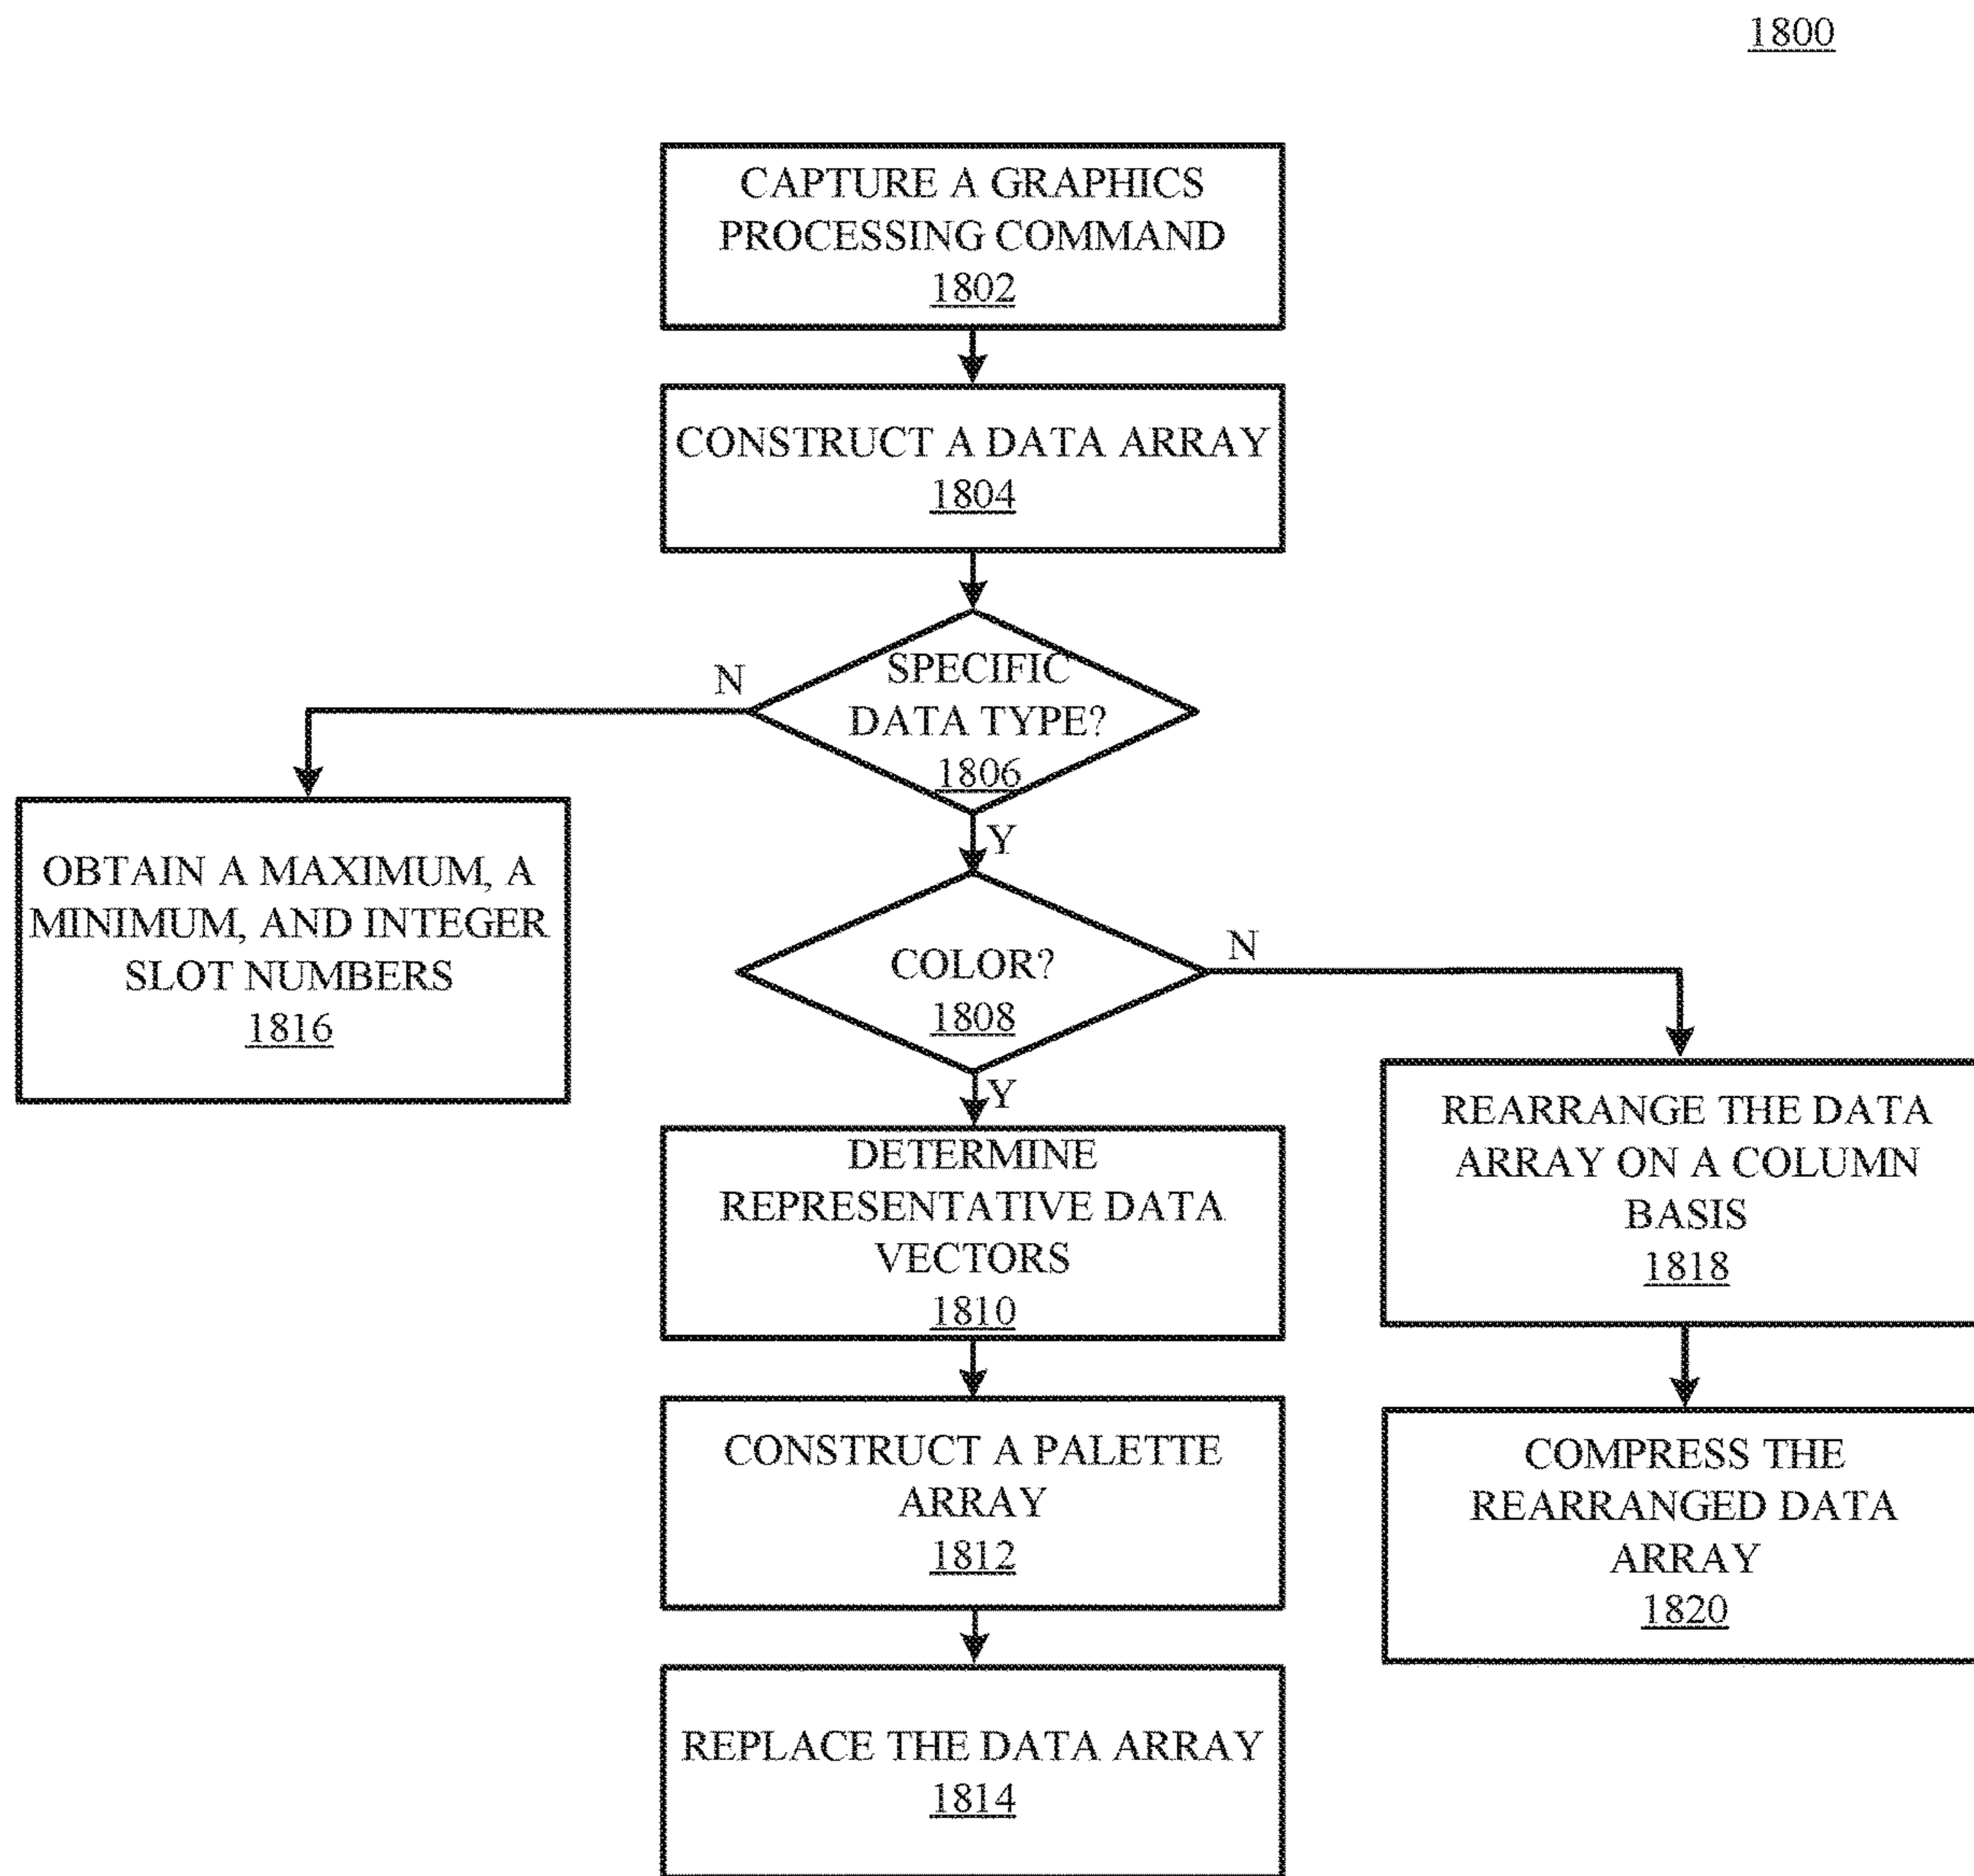 1800
CAPTURE A GRAPHICS
PROCESSING COMMAND
1802
CONSTRUCT A DATA ARRAY
1804
SPECIFIC
DATA TYPE?
1806
N
Y
OBTAIN A MAXIMUM, A
MINIMUM, AND INTEGER
SLOT NUMBERS
1816
COLOR?
1808
N
Y
DETERMINE
REPRESENTATIVE DATA
VECTORS
1810
REARRANGE THE DATA
ARRAY ON A COLUMN
BASIS
1818
CONSTRUCT A PALETTE
ARRAY
1812
COMPRESS THE
REARRANGED DATA
ARRAY
1820
REPLACE THE DATA ARRAY
1814